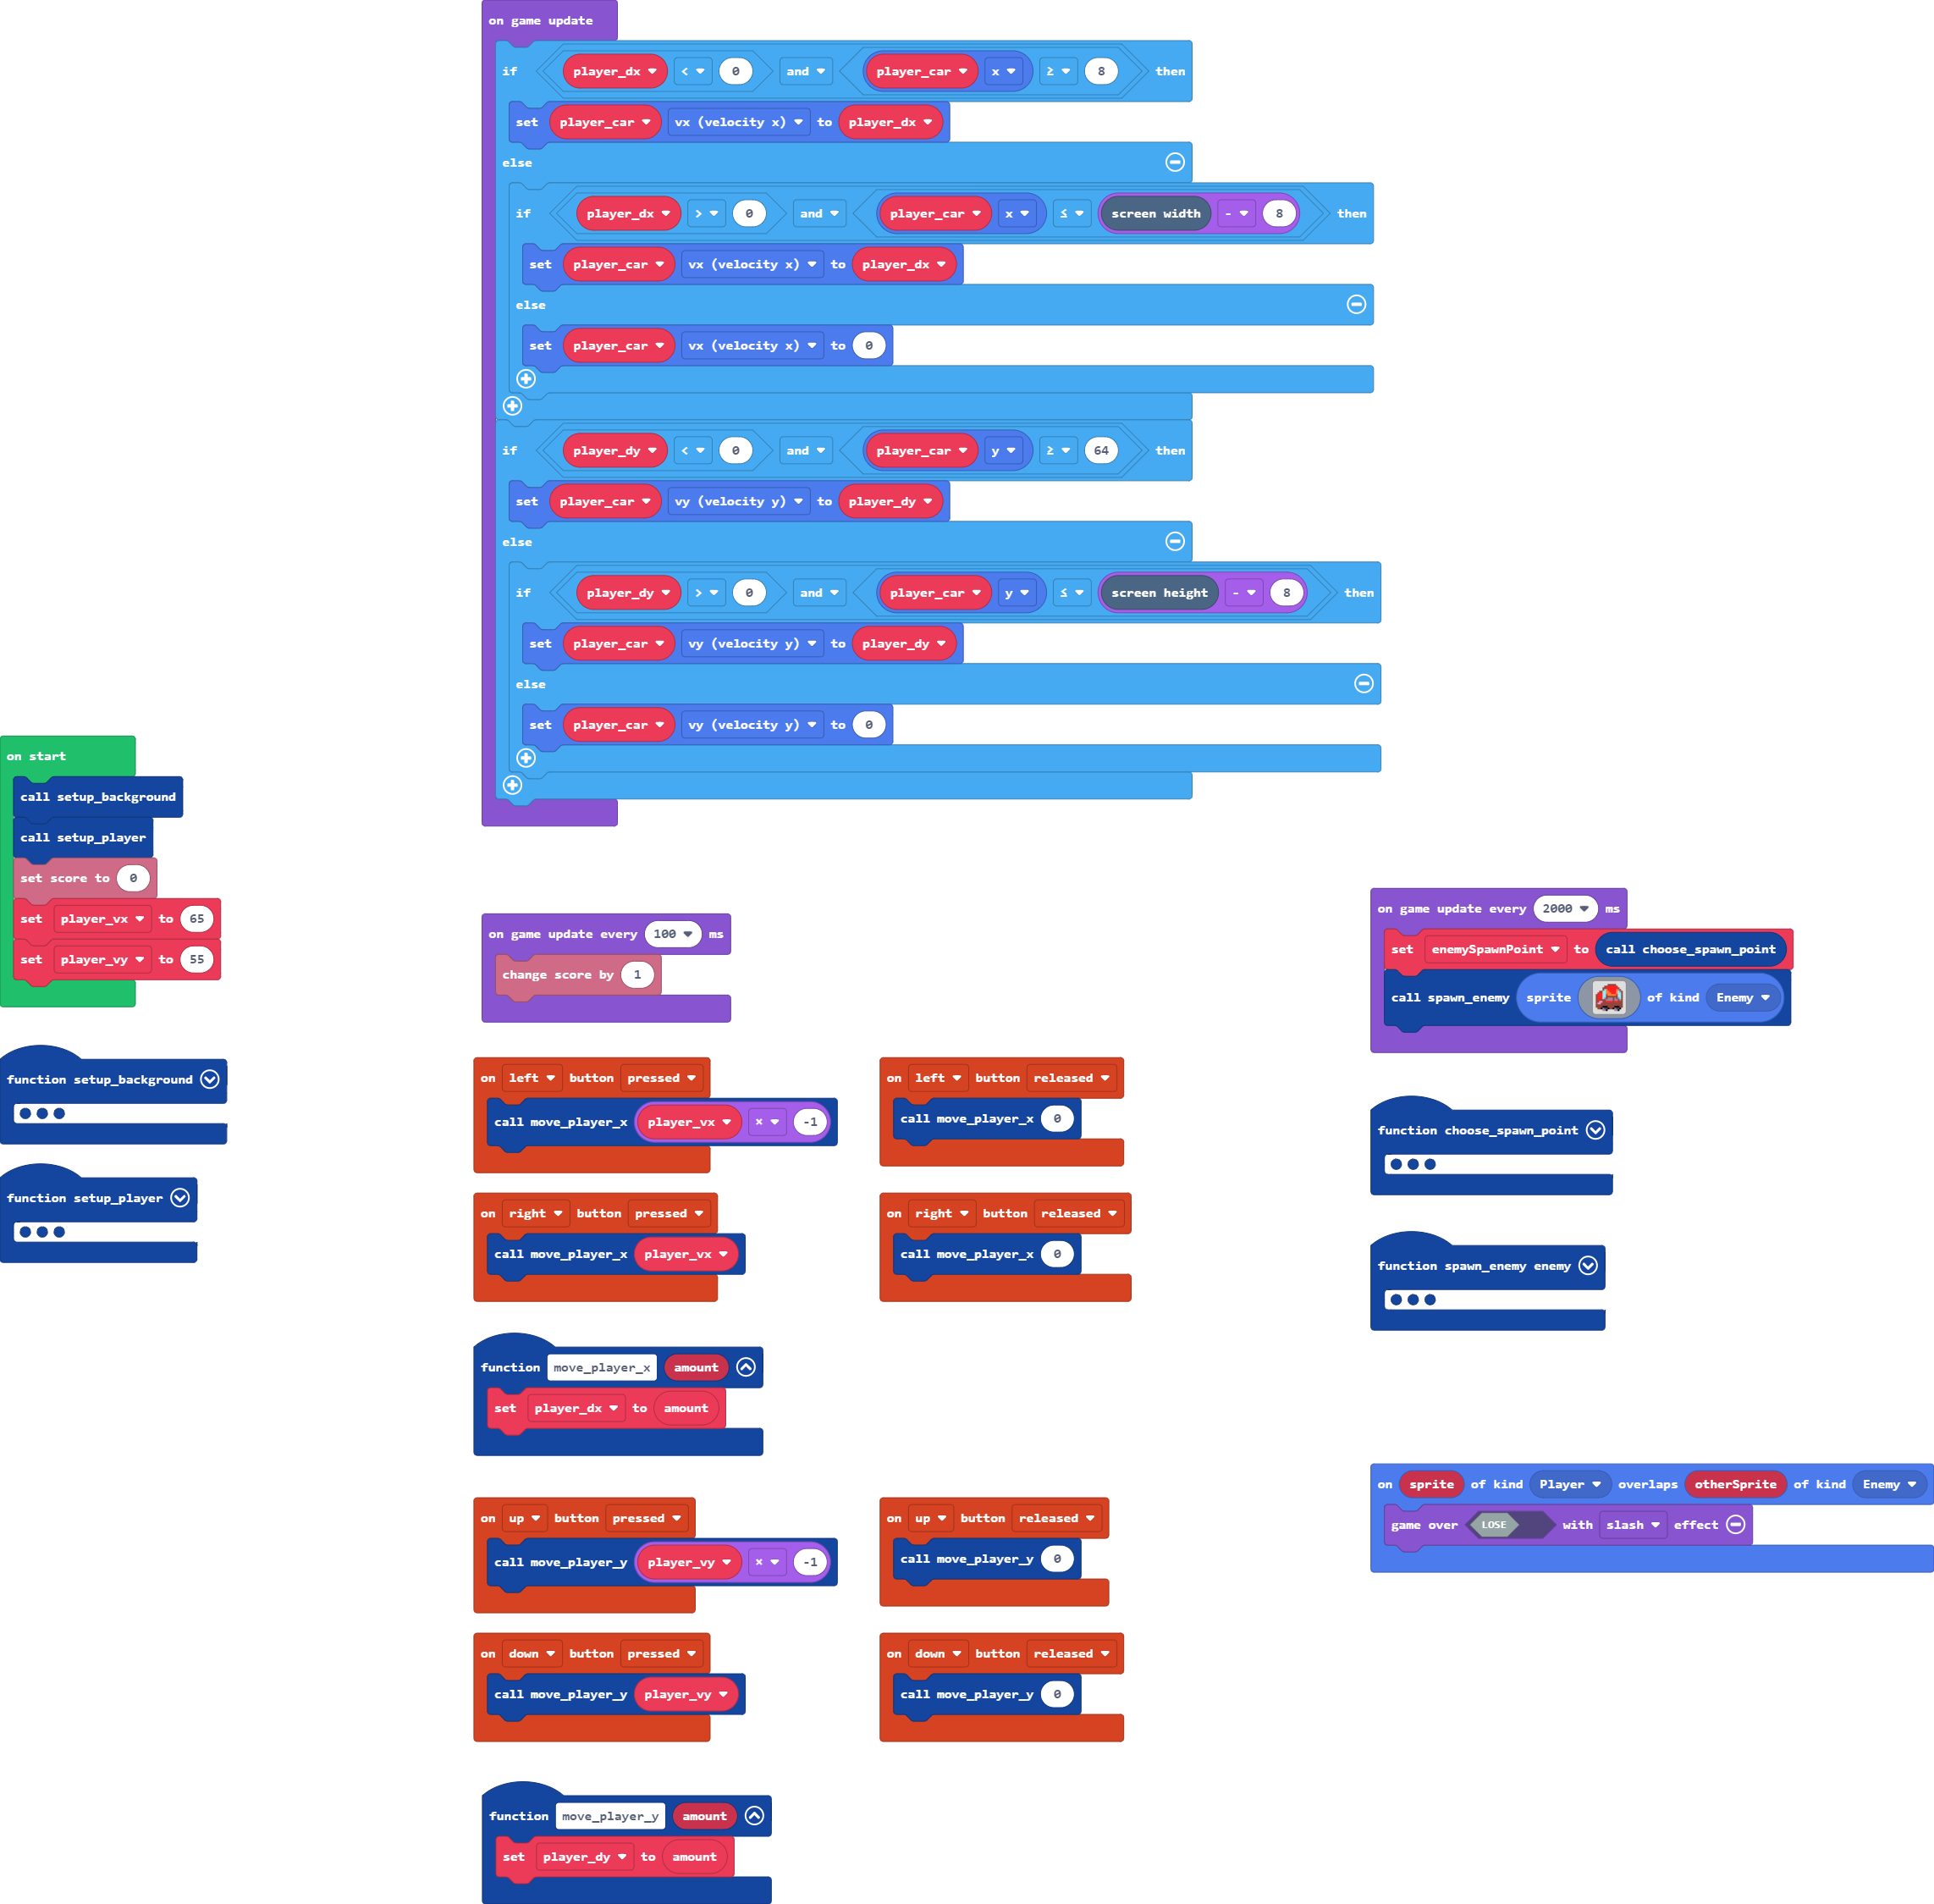 on game update
if player_dx < 0 and player_car x ≥ 8 then
set player_car vx (velocity x) to player_dx
else
if player_dx > 0 and player_car x ≤ screen width - 8 then
set player_car vx (velocity x) to player_dx
else
set player_car vx (velocity x) to 0
if player_dy < 0 and player_car y ≥ 64 then
set player_car vy (velocity y) to player_dy
else
if player_dy > 0 and player_car y ≤ screen height - 8 then
set player_car vy (velocity y) to player_dy
else
set player_car vy (velocity y) to 0
on start
call setup_background
call setup_player
set score to 0
set player_vx to 65
set player_vy to 55
function setup_background
function setup_player
on game update every 100 ms
change score by 1
on left button pressed
call move_player_x player_vx × -1
on left button released
call move_player_x 0
on right button pressed
call move_player_x player_vx
on right button released
call move_player_x 0
function move_player_x amount
set player_dx to amount
on up button pressed
call move_player_y player_vy × -1
on up button released
call move_player_y 0
on down button pressed
call move_player_y player_vy
on down button released
call move_player_y 0
function move_player_y amount
set player_dy to amount
on game update every 2000 ms
set enemySpawnPoint to call choose_spawn_point
call spawn_enemy sprite of kind Enemy
function choose_spawn_point
function spawn_enemy enemy
on sprite of kind Player overlaps otherSprite of kind Enemy
game over LOSE with slash effect